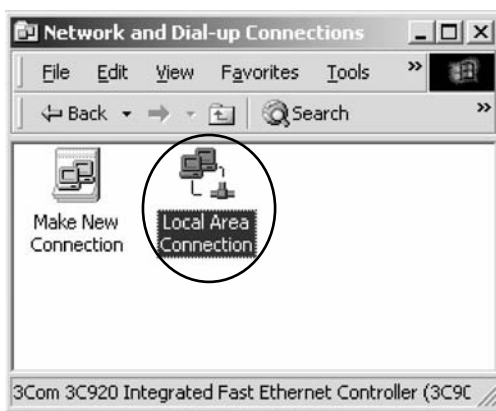 Network and Dial-up Connections
File Edit View Favorites Tools »
Back Search »
Make New
Connection
Local Area
Connection
3Com 3C920 Integrated Fast Ethernet Controller (3C9C